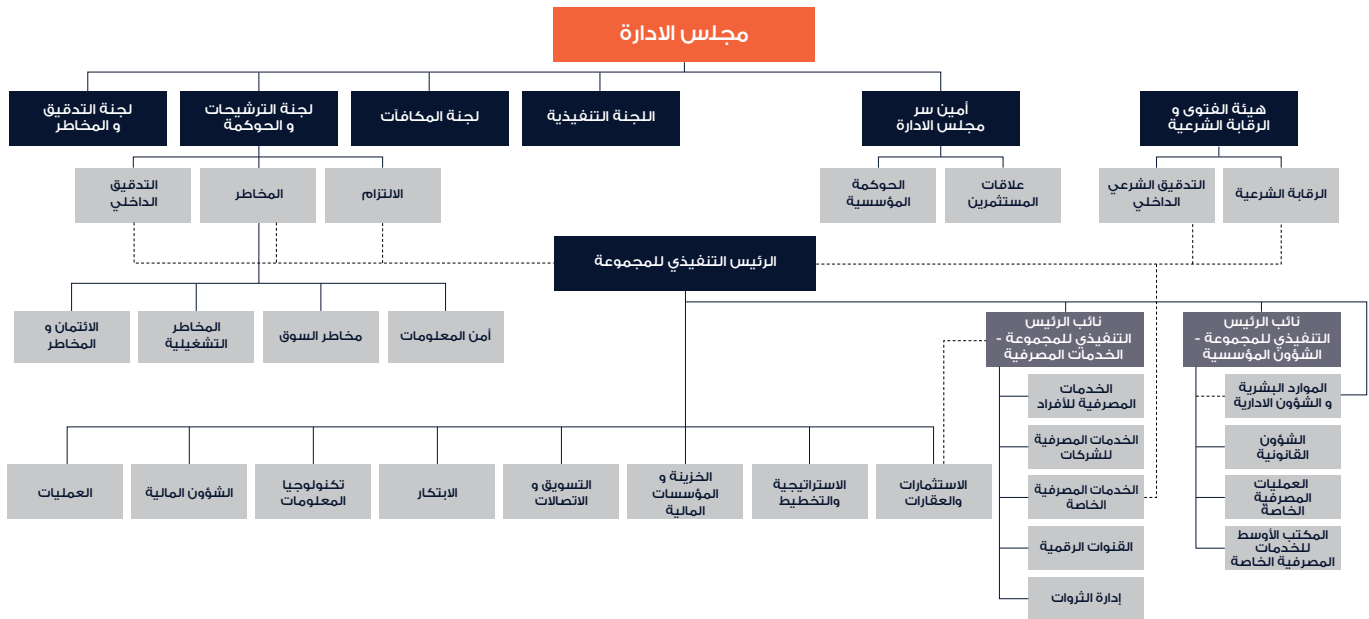 مجلس الادارة
هيئة الفتوى و
الرقابة الشرعية
أمين سر
مجلس الادارة
اللجنة التنفيذية
لجنة المكافآت
لجنة الترشيحات
و الحوكمة
لجنة التدقيق
و المخاطر
الرقابة الشرعية
التدقيق الشرعي
الداخلي
علاقات
المستثمرين
الحوكمة
المؤسسية
الالتزام
المخاطر
التدقيق
الداخلي
الرئيس التنفيذي للمجموعة
أمن المعلومات
مخاطر السوق
المخاطر
التشغيلية
الائتمان و
المخاطر
نائب الرئيس
التنفيذي للمجموعة -
الشؤون المؤسسية
نائب الرئيس
التنفيذي للمجموعة -
الخدمات المصرفية
الموارد البشرية
و الشؤون الادارية
الشؤون
القانونية
العمليات
المصرفية
الخاصة
المكتب الأوسط
للخدمات
المصرفية الخاصة
الخدمات
المصرفية للأفراد
الخدمات المصرفية
للشركات
الخدمات المصرفية
الخاصة
القنوات الرقمية
إدارة الثروات
الاستثمارات
والعقارات
الاستراتيجية
والتخطيط
الخزينة و
المؤسسات
المالية
التسويق و
الاتصالات
الابتكار
تكنولوجيا
المعلومات
الشؤون المالية
العمليات